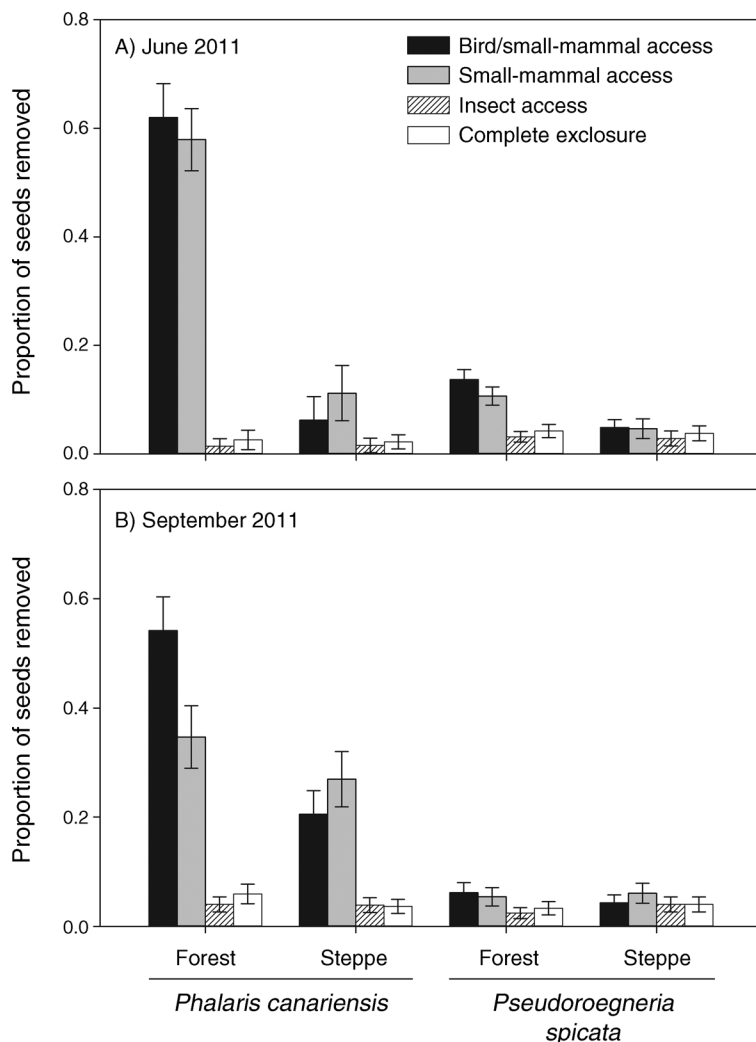 A) June 2011
Bird/small-mammal access
Small-mammal access
Insect access
Complete exclosure
Proportion of seeds removed
0.8
0.6
0.4
0.2
0.0
B) September 2011
Proportion of seeds removed
0.8
0.6
0.4
0.2
0.0
Forest
Steppe
Forest
Steppe
Phalaris canariensis
Pseudoroegneria
spicata